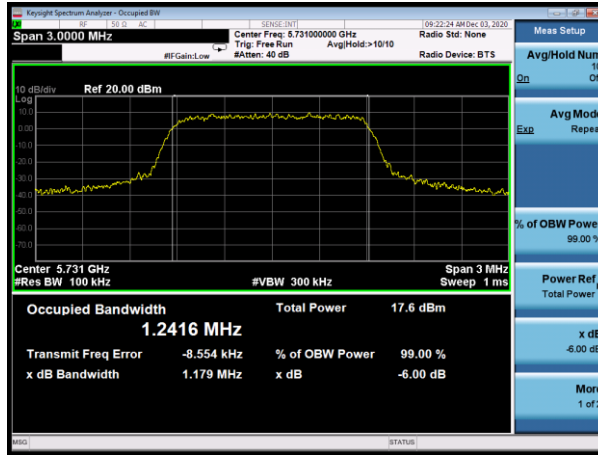 Keysight Spectrum Analyzer - Occupied BW
RF 50 Ω AC SENSE:INT 09:22:24 AM Dec 03, 2020
Span 3.0000 MHz
Center Freq: 5.731000000 GHz
Radio Std: None
Trig: Free Run Avg|Hold:>10/10
#IFGain:Low
#Atten: 40 dB
Radio Device: BTS
10 dB/div Ref 20.00 dBm
Log
10.0
0.00
-10.0
-20.0
-30.0
-40.0
-50.0
-60.0
-70.0
Center 5.731 GHz Span 3 MHz
#Res BW 100 kHz #VBW 300 kHz Sweep 1 ms
Occupied Bandwidth Total Power 17.6 dBm
1.2416 MHz
Transmit Freq Error -8.554 kHz % of OBW Power 99.00 %
x dB Bandwidth 1.179 MHz x dB -6.00 dB
MSG STATUS
Meas Setup
Avg/Hold Num
On
Avg Mode
Exp Repea
% of OBW Powe
99.00 %
Power Ref
Total Power
x dB
-6.00 dB
More
1 of